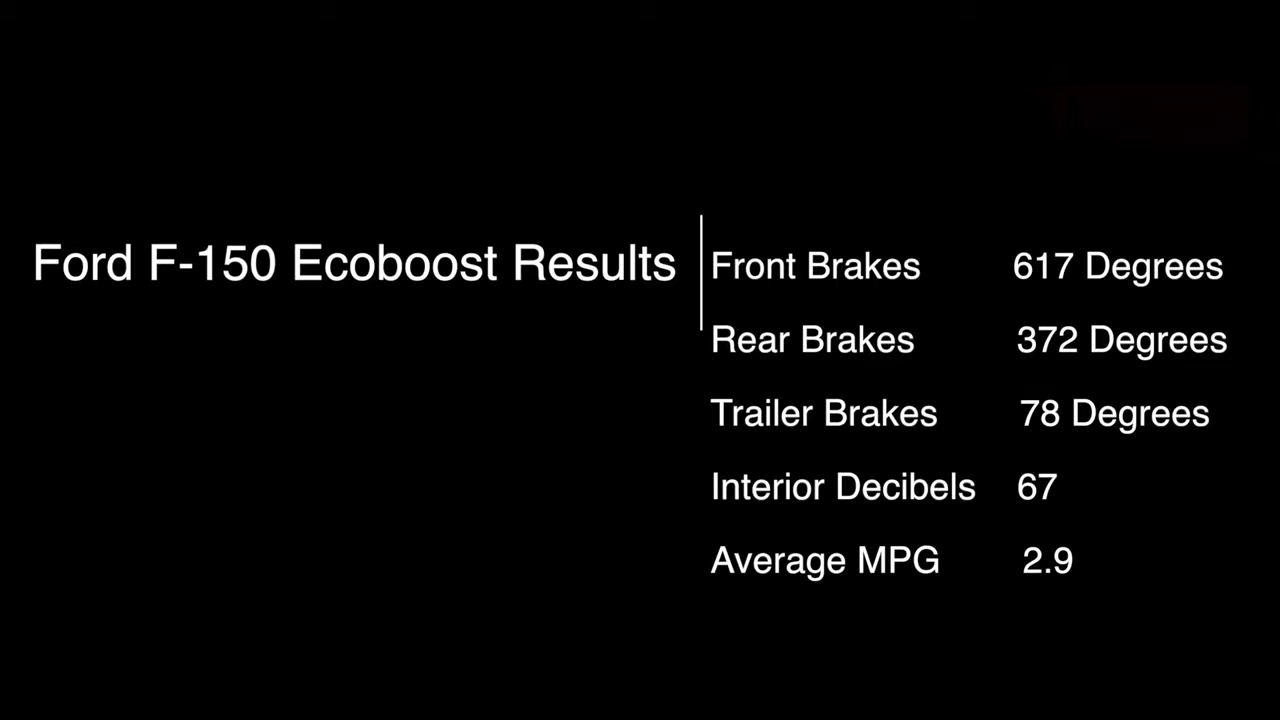 Ford F-150 Ecoboost Results
Front Brakes 617 Degrees
Rear Brakes 372 Degrees
Trailer Brakes 78 Degrees
Interior Decibels 67
Average MPG 2.9